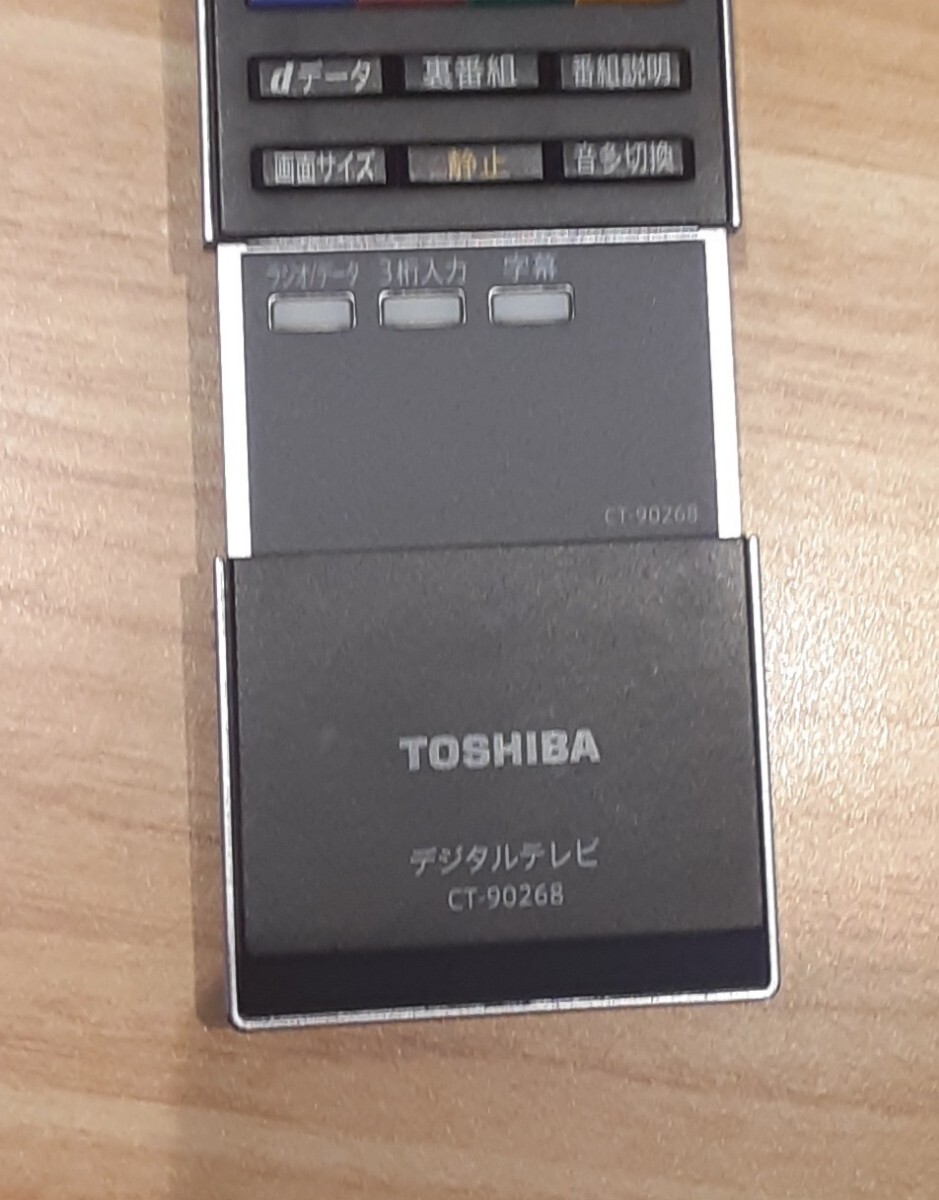 dデータ 裏番組 番組説明
画面サイズ 静止 音多切換
ラジオ/データ 3桁入力 字幕
CT-90268
TOSHIBA
デジタルテレビ
CT-90268